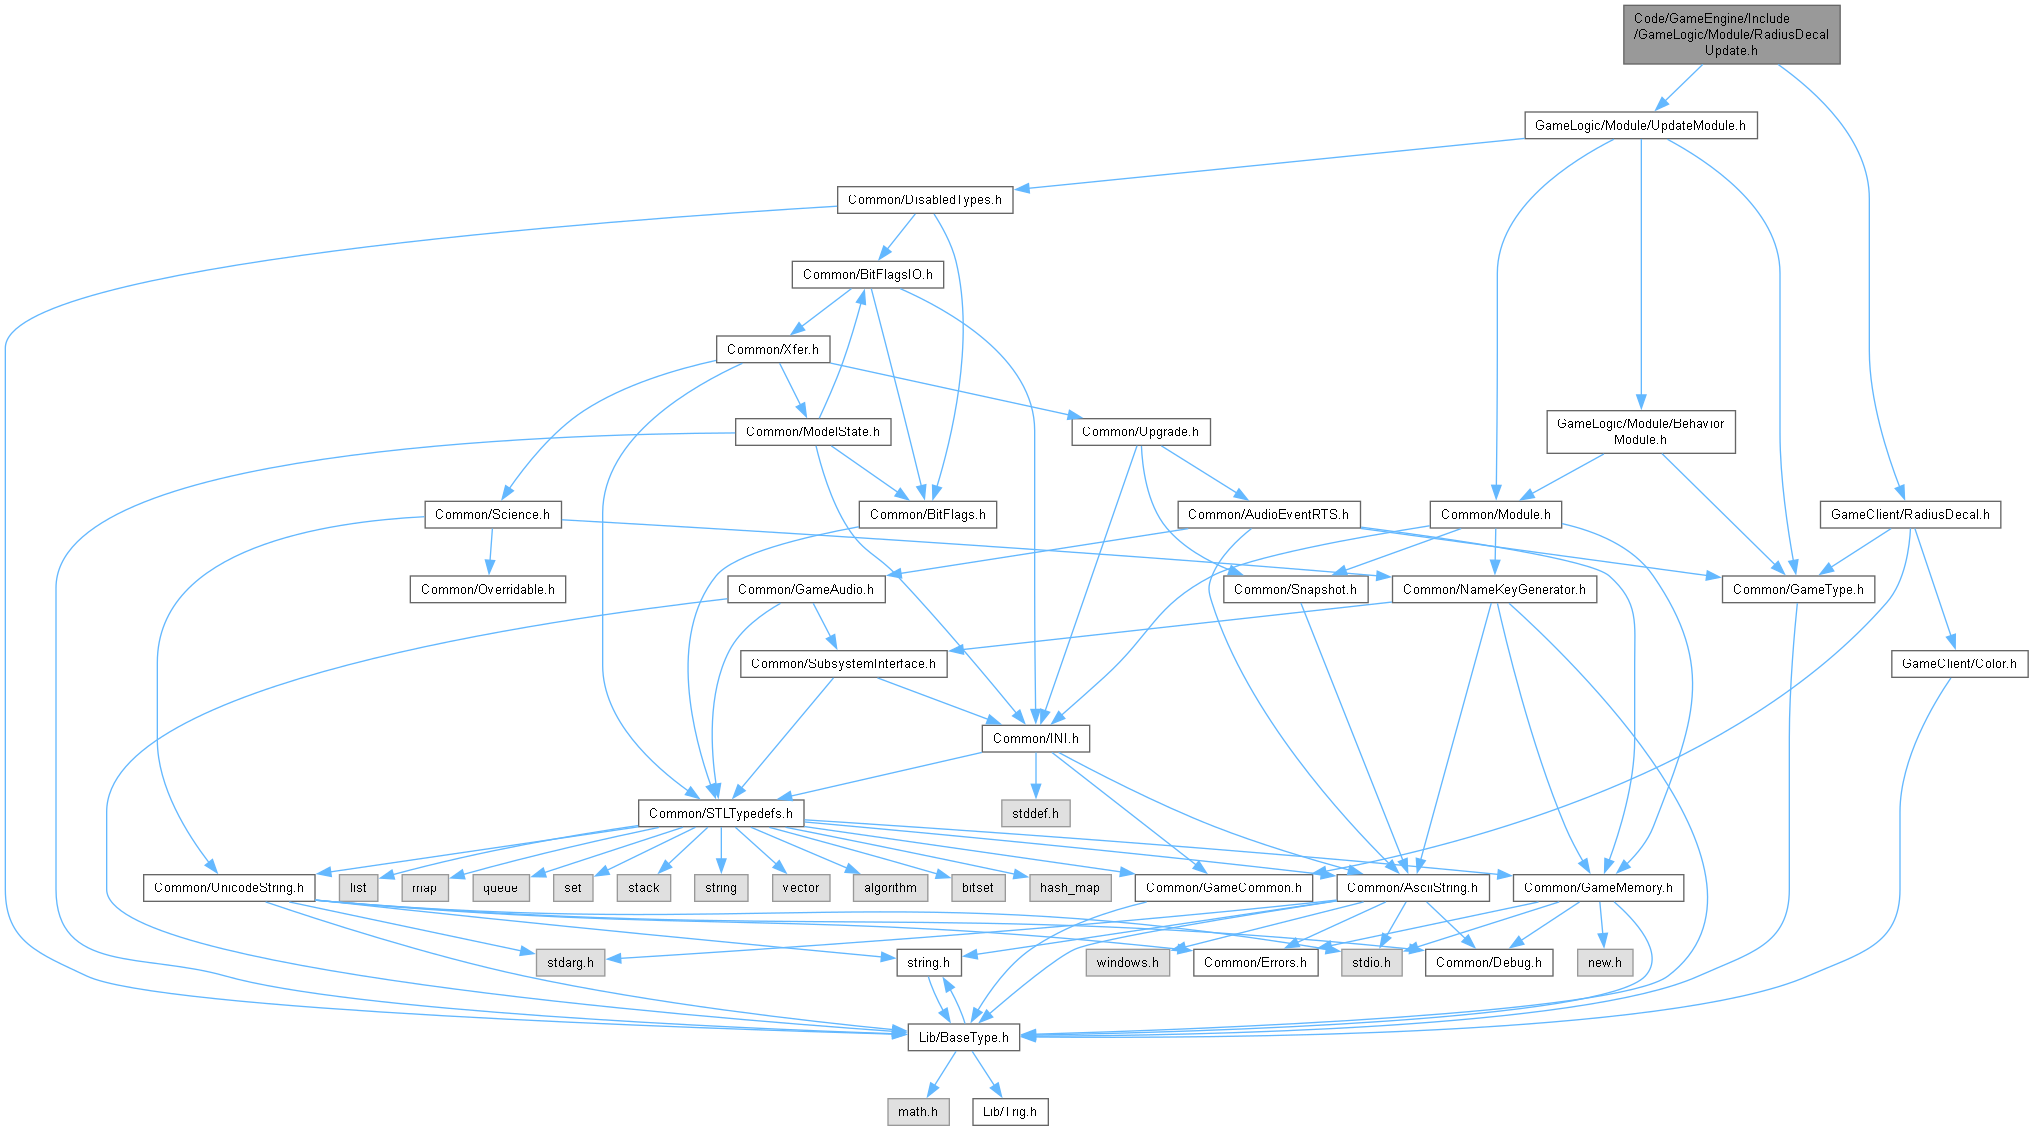 Code/GameEngine/Include
/GameLogic/Module/RadiusDecal
Update.h
GameLogic/Module/UpdateModule.h
Common/DisabledTypes.h
Common/BitFlagsIO.h
Common/Xfer.h
Common/ModelState.h
Common/Upgrade.h
GameLogic/Module/Behavior
Module.h
Common/Science.h
Common/BitFlags.h
Common/AudioEventRTS.h
Common/Module.h
GameClient/RadiusDecal.h
Common/Overridable.h
Common/GameAudio.h
Common/Snapshot.h
Common/NameKeyGenerator.h
Common/GameType.h
Common/SubsystemInterface.h
GameClient/Color.h
Common/INI.h
Common/STLTypedefs.h
stddef.h
Common/UnicodeString.h
list
map
queue
set
stack
string
vector
algorithm
bitset
hash_map
Common/GameCommon.h
Common/AsciiString.h
Common/GameMemory.h
stdarg.h
string.h
windows.h
Common/Errors.h
stdio.h
Common/Debug.h
new.h
Lib/BaseType.h
math.h
Lib/Trig.h